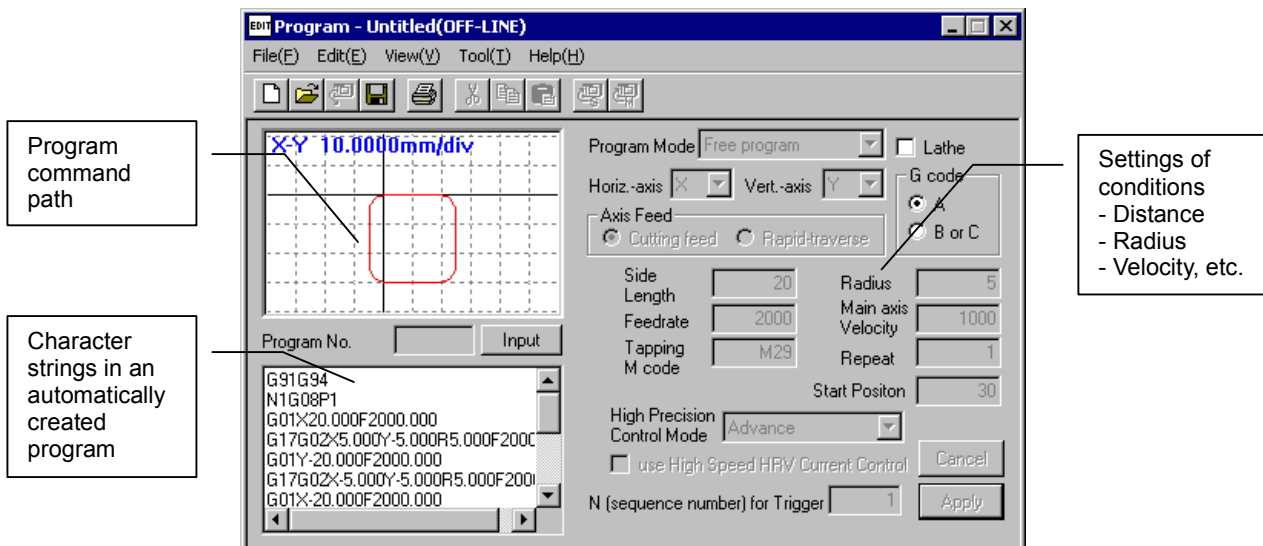 EDIT Program - Untitled(OFF-LINE)
File(F) Edit(E) View(V) Tool(T) Help(H)
Program
command
path
X-Y 10.0000mm/div
Program Mode Free program Lathe
Horiz.-axis X Vert.-axis Y
G code
A
B or C
Axis Feed
Cutting feed Rapid-traverse
Settings of
conditions
- Distance
- Radius
- Velocity, etc.
Side
Length 20
Radius 5
Feedrate 2000
Main axis
Velocity 1000
Tapping
M code M29
Repeat 1
Start Positon 30
High Precision
Control Mode Advance
use High Speed HRV Current Control
Cancel
N (sequence number) for Trigger 1
Apply
Program No. Input
Character
strings in an
automatically
created
program
G91G94
N1G08P1
G01X20.000F2000.000
G17G02X5.000Y-5.000R5.000F2000
G01Y-20.000F2000.000
G17G02X-5.000Y-5.000R5.000F200
G01X-20.000F2000.000